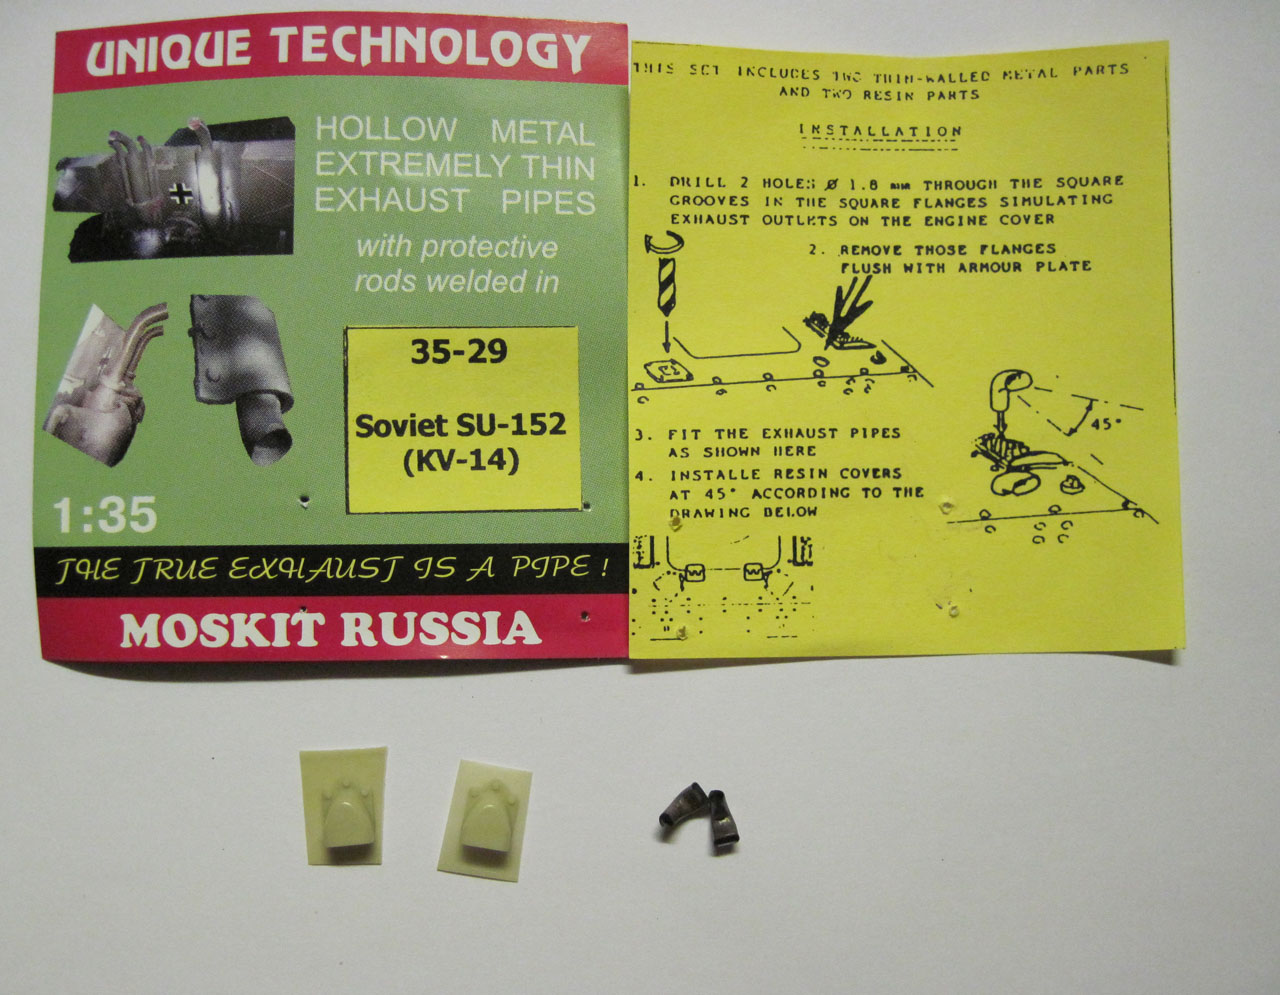 UNIQUE TECHNOLOGY
HOLLOW METAL
EXTREMELY THIN
EXHAUST PIPES
with protective
rods welded in
35-29
Soviet SU-152
(KV-14)
1:35
THE TRUE EXHAUST IS A PIPE !
MOSKIT RUSSIA
THIS SET INCLUDES TWO THIN-WALLED METAL PARTS
AND TWO RESIN PARTS
INSTALLATION
1. DRILL 2 HOLES Ø 1.8 mm THROUGH THE SQUARE
GROOVES IN THE SQUARE FLANGES SIMULATING
EXHAUST OUTLETS ON THE ENGINE COVER
2. REMOVE THOSE FLANGES
FLUSH WITH ARMOUR PLATE
45°
3. FIT THE EXHAUST PIPES
AS SHOWN HERE
4. INSTALLE RESIN COVERS
AT 45° ACCORDING TO THE
DRAWING BELOW